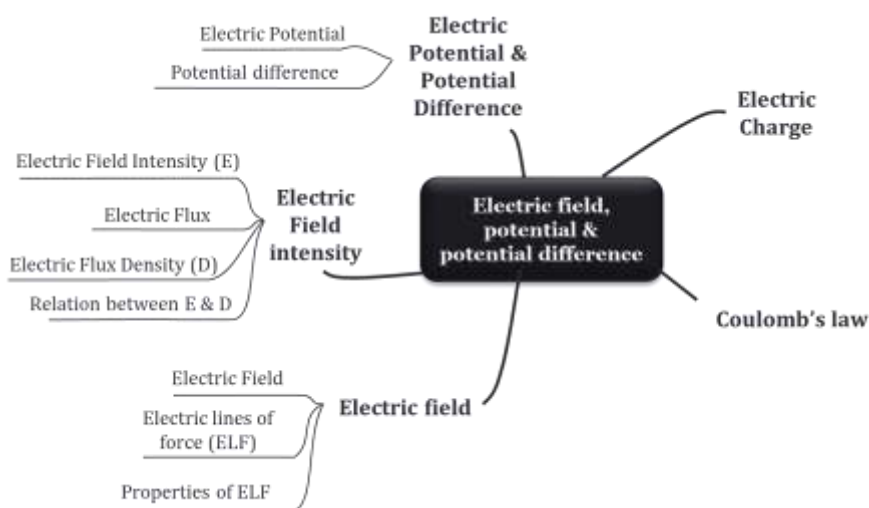 Electric field,
potential &
potential difference
Electric
Charge
Coulomb's law
Electric field
Electric Field
Electric lines of
force (ELF)
Properties of ELF
Electric
Field
intensity
Electric Field Intensity (E)
Electric Flux
Electric Flux Density (D)
Relation between E & D
Electric
Potential &
Potential
Difference
Electric Potential
Potential difference